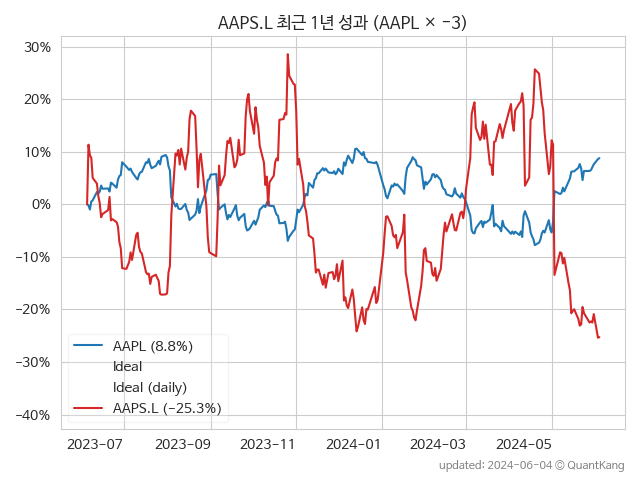 AAPS.L 최근 1년 성과 (AAPL × −3)
30%
20%
10%
0%
−10%
−20%
−30%
−40%
AAPL (8.8%)
Ideal
Ideal (daily)
AAPS.L (−25.3%)
2023-07 2023-09 2023-11 2024-01 2024-03 2024-05
updated: 2024-06-04 ⓒ QuantKang